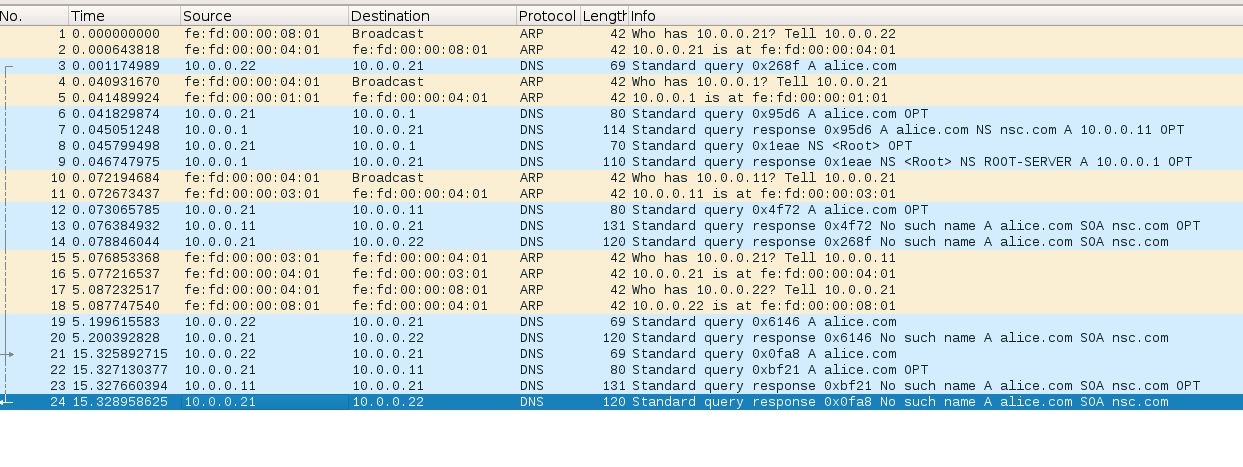 No. Time Source Destination Protocol Length Info
1 0.000000000 fe:fd:00:00:08:01 Broadcast ARP 42 Who has 10.0.0.21? Tell 10.0.0.22
2 0.000643818 fe:fd:00:00:04:01 fe:fd:00:00:08:01 ARP 42 10.0.0.21 is at fe:fd:00:00:04:01
3 0.001174989 10.0.0.22 10.0.0.21 DNS 69 Standard query 0x268f A alice.com
4 0.040931670 fe:fd:00:00:04:01 Broadcast ARP 42 Who has 10.0.0.1? Tell 10.0.0.21
5 0.041489924 fe:fd:00:00:01:01 fe:fd:00:00:04:01 ARP 42 10.0.0.1 is at fe:fd:00:00:01:01
6 0.041829874 10.0.0.21 10.0.0.1 DNS 80 Standard query 0x95d6 A alice.com OPT
7 0.045051248 10.0.0.1 10.0.0.21 DNS 114 Standard query response 0x95d6 A alice.com NS nsc.com A 10.0.0.11 OPT
8 0.045799498 10.0.0.21 10.0.0.1 DNS 70 Standard query 0x1eae NS <Root> OPT
9 0.046747975 10.0.0.1 10.0.0.21 DNS 110 Standard query response 0x1eae NS <Root> NS ROOT-SERVER A 10.0.0.1 OPT
10 0.072194684 fe:fd:00:00:04:01 Broadcast ARP 42 Who has 10.0.0.11? Tell 10.0.0.21
11 0.072673437 fe:fd:00:00:03:01 fe:fd:00:00:04:01 ARP 42 10.0.0.11 is at fe:fd:00:00:03:01
12 0.073065785 10.0.0.21 10.0.0.11 DNS 80 Standard query 0x4f72 A alice.com OPT
13 0.076384932 10.0.0.11 10.0.0.21 DNS 131 Standard query response 0x4f72 No such name A alice.com SOA nsc.com OPT
14 0.078846044 10.0.0.21 10.0.0.22 DNS 120 Standard query response 0x268f No such name A alice.com SOA nsc.com
15 5.076853368 fe:fd:00:00:03:01 fe:fd:00:00:04:01 ARP 42 Who has 10.0.0.21? Tell 10.0.0.11
16 5.077216537 fe:fd:00:00:04:01 fe:fd:00:00:03:01 ARP 42 10.0.0.21 is at fe:fd:00:00:04:01
17 5.087232517 fe:fd:00:00:04:01 fe:fd:00:00:08:01 ARP 42 Who has 10.0.0.22? Tell 10.0.0.21
18 5.087747540 fe:fd:00:00:08:01 fe:fd:00:00:04:01 ARP 42 10.0.0.22 is at fe:fd:00:00:08:01
19 5.199615583 10.0.0.22 10.0.0.21 DNS 69 Standard query 0x6146 A alice.com
20 5.200392828 10.0.0.21 10.0.0.22 DNS 120 Standard query response 0x6146 No such name A alice.com SOA nsc.com
21 15.325892715 10.0.0.22 10.0.0.21 DNS 69 Standard query 0x0fa8 A alice.com
22 15.327130377 10.0.0.21 10.0.0.11 DNS 80 Standard query 0xbf21 A alice.com OPT
23 15.327660394 10.0.0.11 10.0.0.21 DNS 131 Standard query response 0xbf21 No such name A alice.com SOA nsc.com OPT
24 15.328958625 10.0.0.21 10.0.0.22 DNS 120 Standard query response 0x0fa8 No such name A alice.com SOA nsc.com